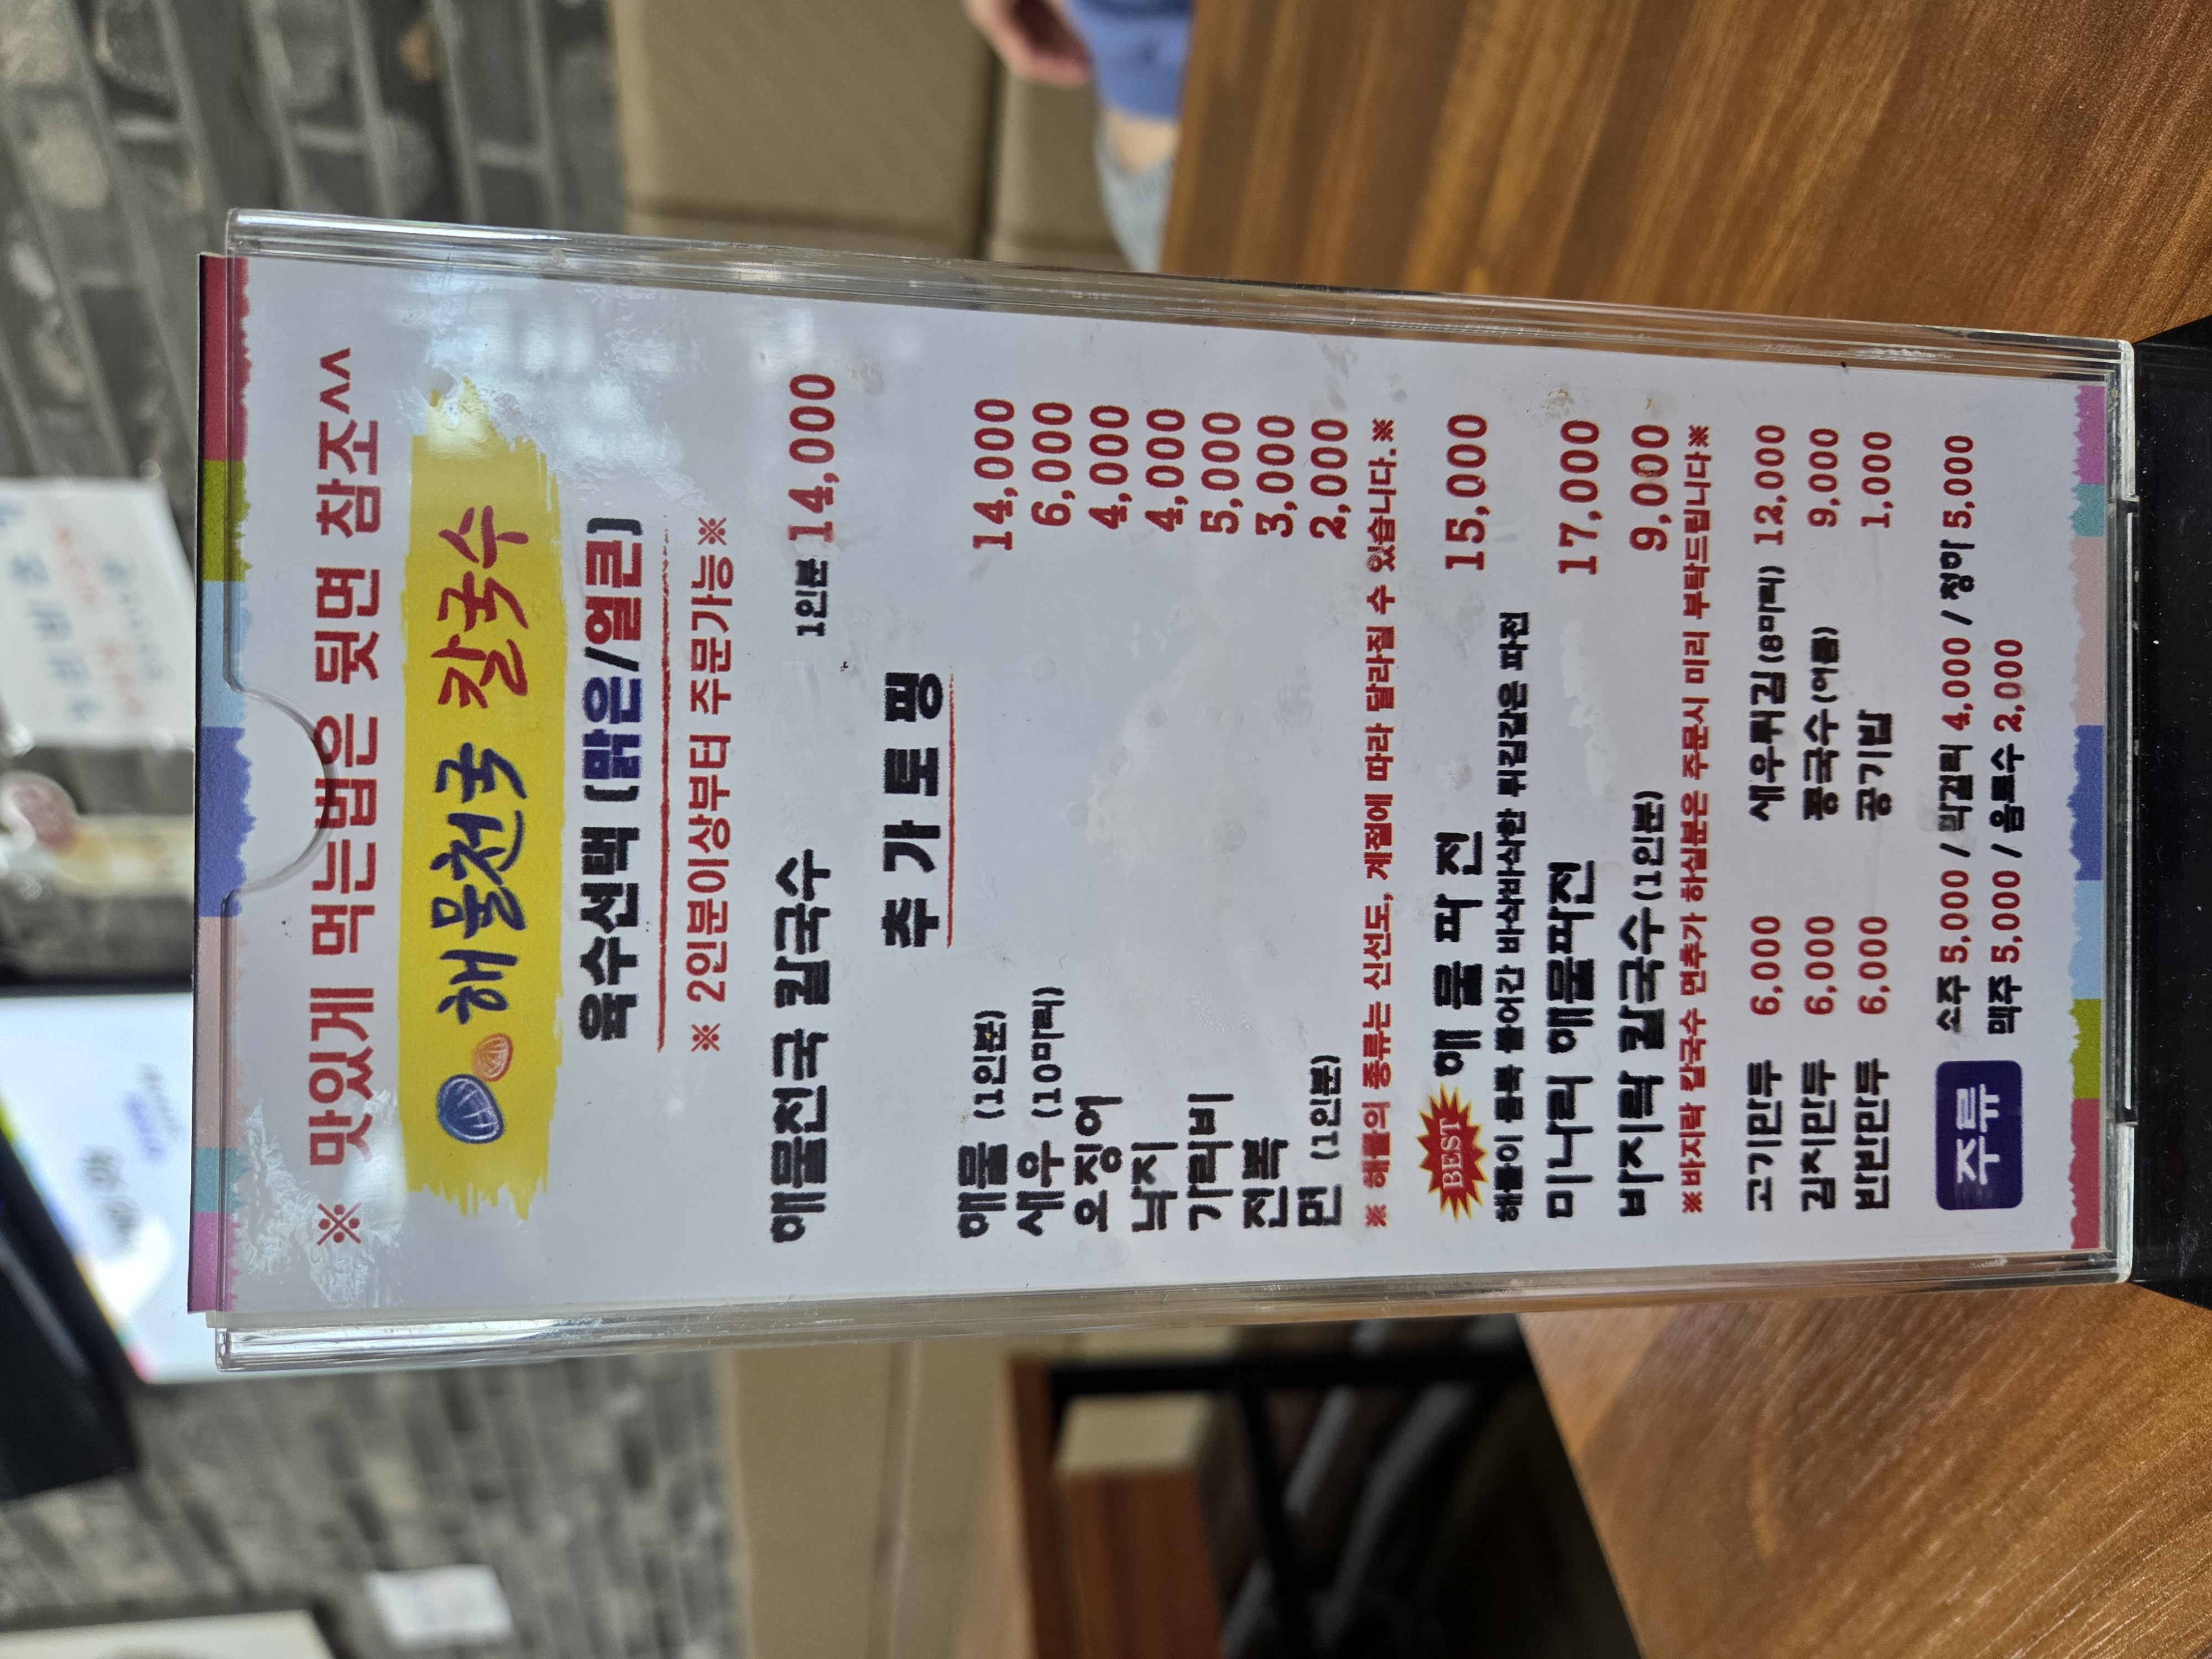 ※ 맛있게 먹는법은 뒷면 참조^^
해물천국 칼국수
육수선택 (맑은/얼큰)
※ 2인분이상부터 주문가능※
해물천국 칼국수 1인분 14,000
추가토핑
해물 (1인분) 14,000
새우 (10마리) 6,000
오징어 4,000
낙지 4,000
가리비 5,000
전복 3,000
면 (1인분) 2,000
※ 해물의 종류는 신선도, 계절에 따라 달라질 수 있습니다.※
BEST 해물파전 15,000
해물이 듬뿍 들어간 바삭바삭한 튀김같은 파전
미나리 해물파전 17,000
바지락 칼국수 (1인분) 9,000
※바지락 칼국수 면추가 하실분은 주문시 미리 부탁드립니다※
고기만두 6,000 새우튀김 (8마리) 12,000
김치만두 6,000 콩국수 (여름) 9,000
반반만두 6,000 공기밥 1,000
주류
소주 5,000 / 막걸리 4,000 / 청하 5,000
맥주 5,000 / 음료수 2,000